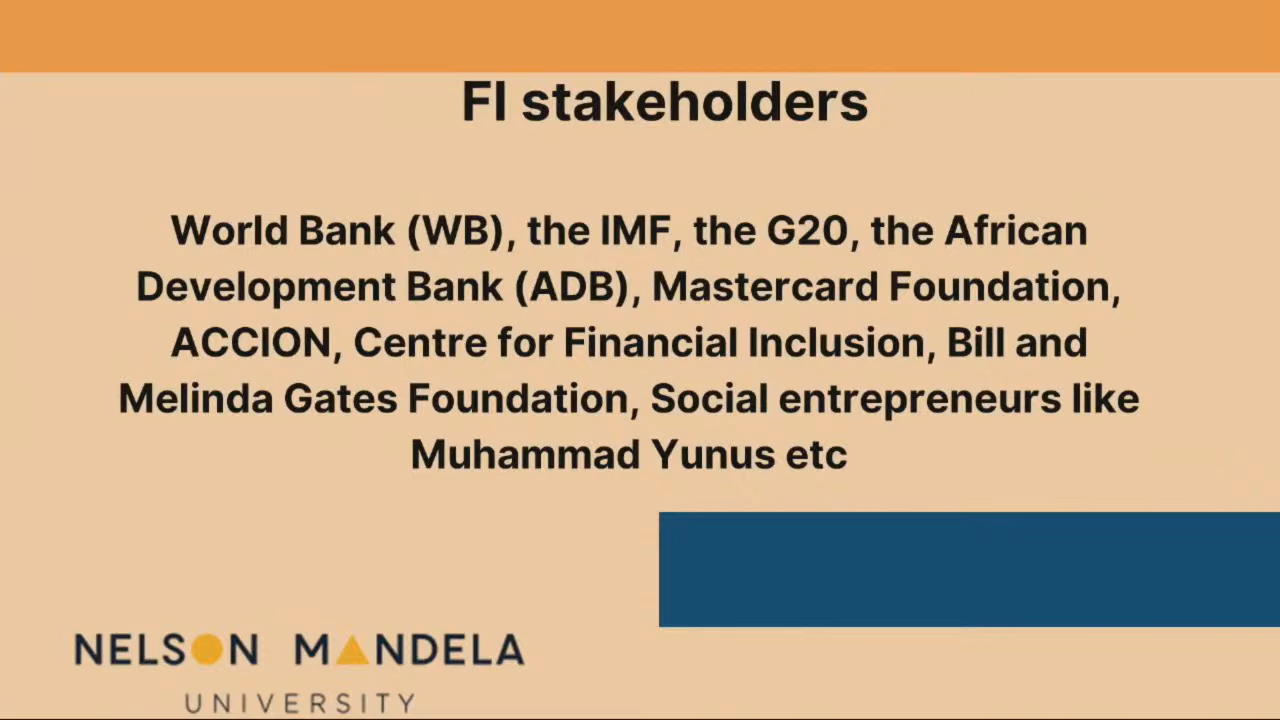 FI stakeholders
World Bank (WB), the IMF, the G20, the African
Development Bank (ADB), Mastercard Foundation,
ACCION, Centre for Financial Inclusion, Bill and
Melinda Gates Foundation, Social entrepreneurs like
Muhammad Yunus etc
NELSON MANDELA
UNIVERSITY